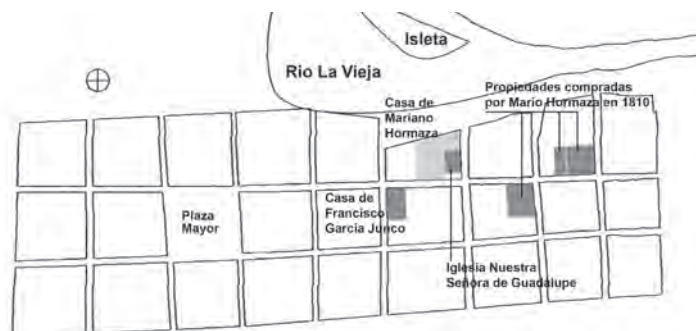 Isleta
Rio La Vieja
Propiedades compradas
por Mario Hormaza en 1810
Casa de
Mariano
Hormaza
Plaza
Mayor
Casa de
Francisco
García Junco
Iglesia Nuestra
Señora de Guadalupe